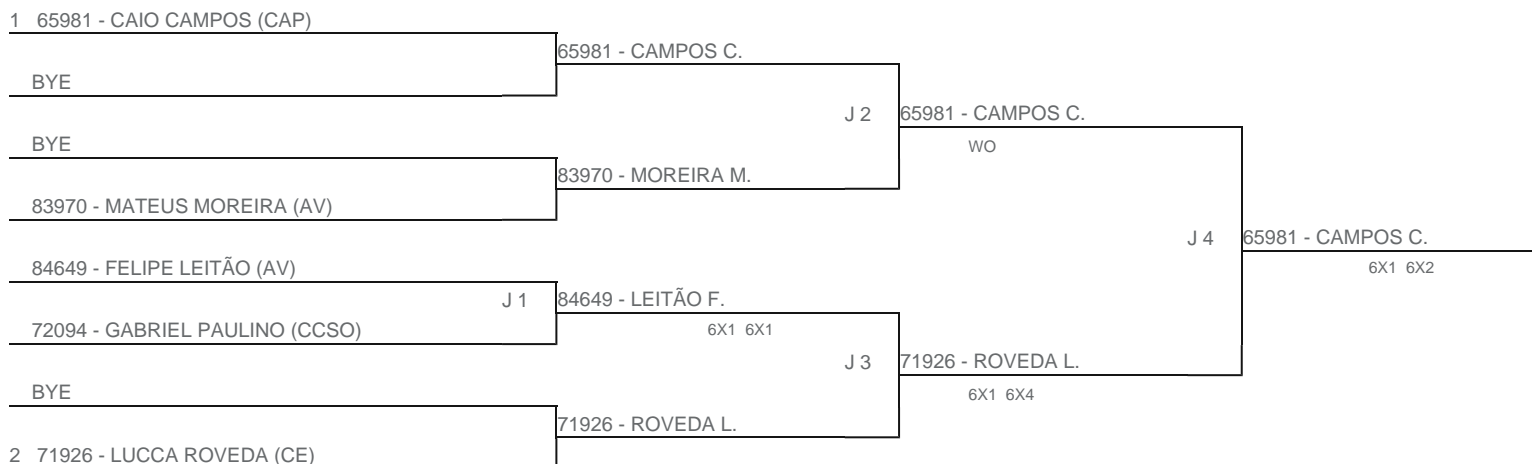 1 65981 - CAIO CAMPOS (CAP)
65981 - CAMPOS C.
BYE
J 2
65981 - CAMPOS C.
WO
BYE
83970 - MOREIRA M.
83970 - MATEUS MOREIRA (AV)
J 4
65981 - CAMPOS C.
6X1 6X2
84649 - FELIPE LEITÃO (AV)
J 1
84649 - LEITÃO F.
6X1 6X1
72094 - GABRIEL PAULINO (CCSO)
J 3
71926 - ROVEDA L.
6X1 6X4
BYE
71926 - ROVEDA L.
2 71926 - LUCCA ROVEDA (CE)